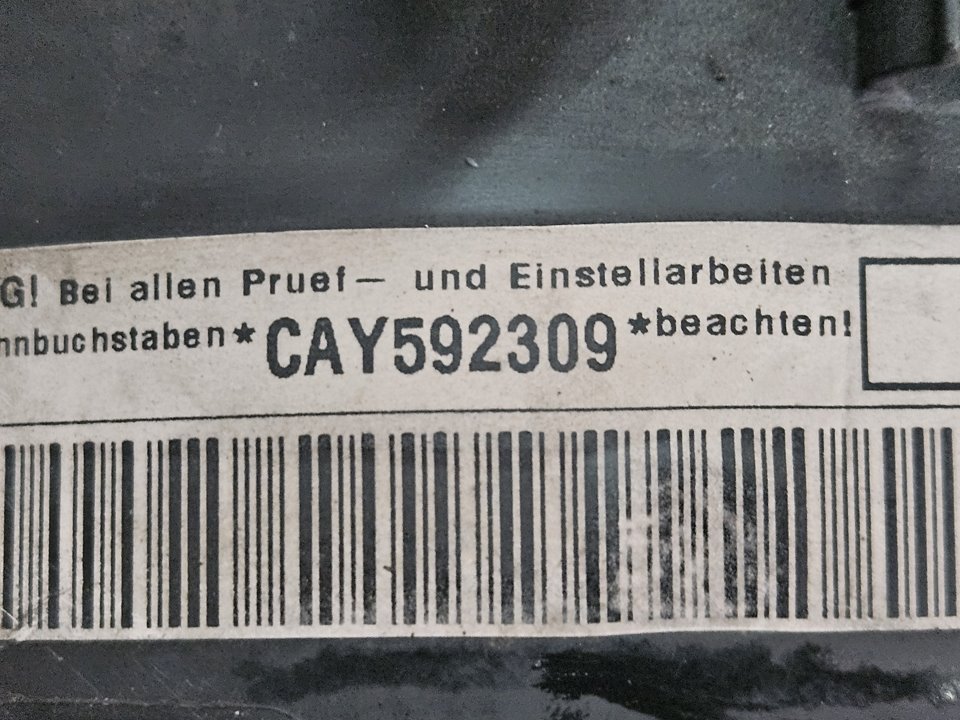 G! Bei allen Pruef- und Einstellarbeiten
nnbuchstaben*CAY592309*beachten!